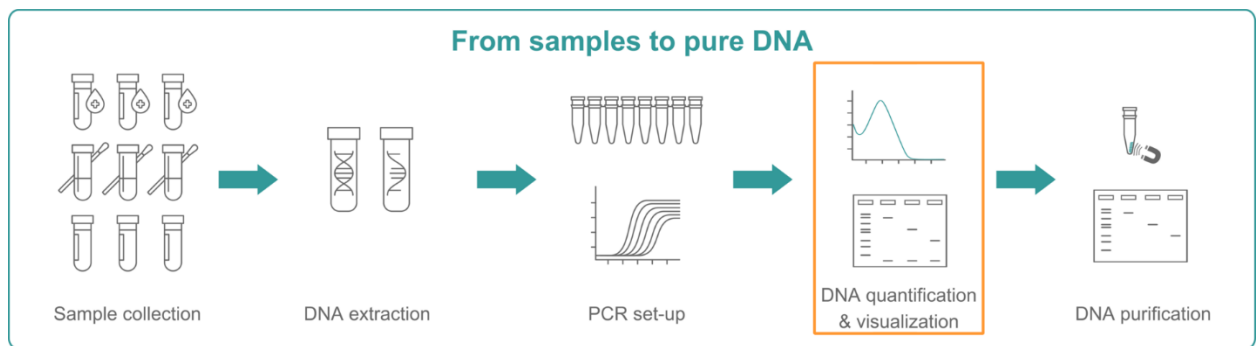 From samples to pure DNA
Sample collection
DNA extraction
PCR set-up
DNA quantification
& visualization
DNA purification